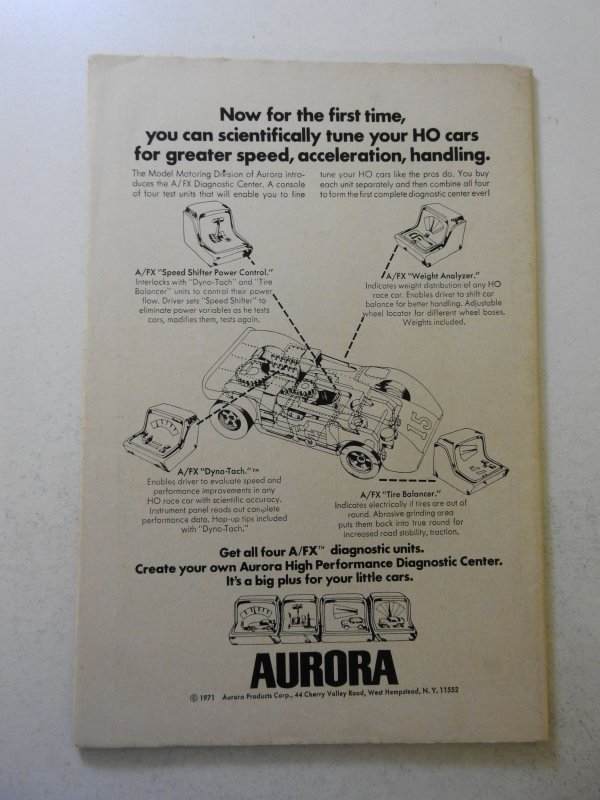 Now for the first time,
you can scientifically tune your HO cars
for greater speed, acceleration, handling.
The Model Motoring Division of Aurora intro-
duces the A/FX Diagnostic Center. A console
of four test units that will enable you to fine
tune your HO cars like the pros do. You buy
each unit separately and then combine all four
to form the first complete diagnostic center ever!
A/FX "Speed Shifter Power Control."
Interlocks with "Dyno-Tach" and "Tire
Balancer" units to control their power
flow. Driver sets "Speed Shifter" to
eliminate power variables as he tests
cars, modifies them, tests again.
A/FX "Weight Analyzer."
Indicates weight distribution of any HO
race car. Enables driver to shift car
balance for better handling. Adjustable
wheel locator for different wheel bases.
Weights included.
15
A/FX "Dyno-Tach."™
Enables driver to evaluate speed and
performance improvements in any
HO race car with scientific accuracy.
Instrument panel reads out complete
performance data. Hop-up tips included
with "Dyno-Tach."
A/FX "Tire Balancer."
Indicates electrically if tires are out of
round. Abrasive grinding area
puts them back into true round for
increased road stability, traction.
Get all four A/FX™ diagnostic units.
Create your own Aurora High Performance Diagnostic Center.
It's a big plus for your little cars.
AURORA
© 1971 Aurora Products Corp., 44 Cherry Valley Road, West Hempstead, N.Y. 11552